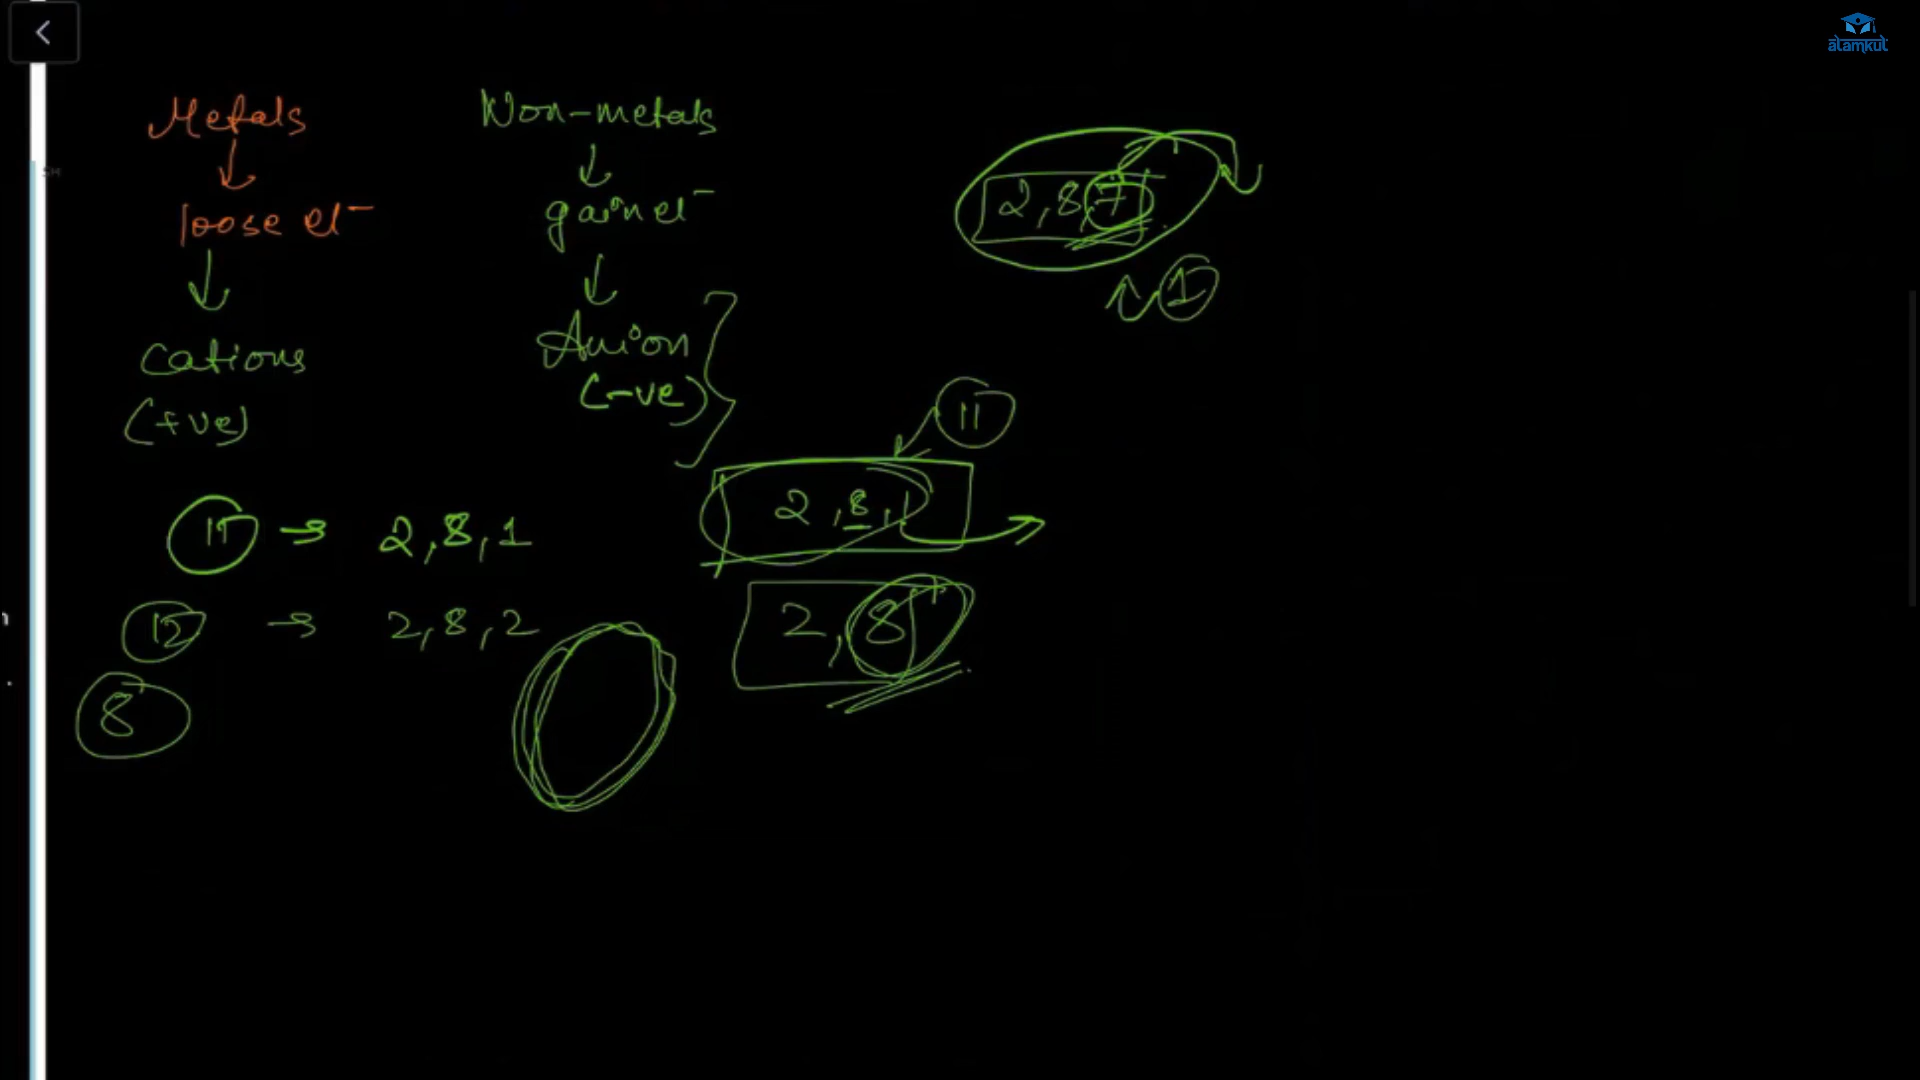 atamkul
Metals
loose el-
Cations
(+ve)
Non-metals
gain el-
Anion
(-ve)
2,8,7
1
11
2,8,1
2,8
11 → 2,8,1
12 → 2,8,2
8
SH